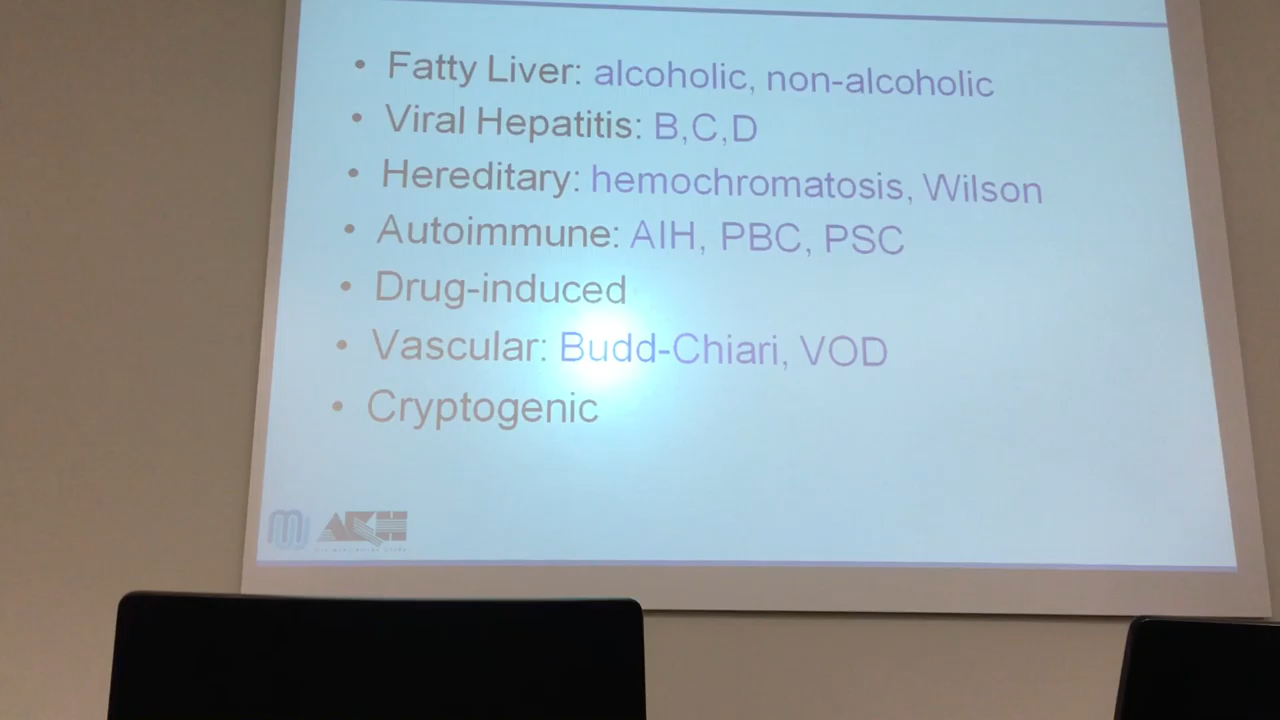 • Fatty Liver: alcoholic, non-alcoholic
• Viral Hepatitis: B,C,D
• Hereditary: hemochromatosis, Wilson
• Autoimmune: AIH, PBC, PSC
• Drug-induced
• Vascular: Budd-Chiari, VOD
• Cryptogenic
AKH